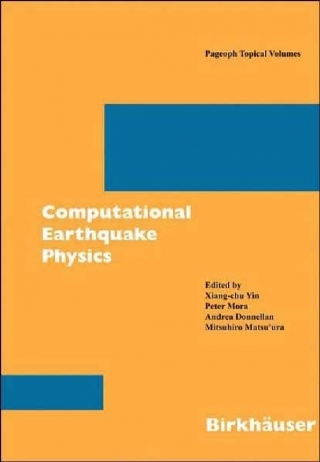 Pageoph Topical Volumes
Computational
Earthquake
Physics
Edited by
Xiang-chu Yin
Peter Mora
Andrea Donnellan
Mitsuhiro Matsu'ura
Birkhäuser